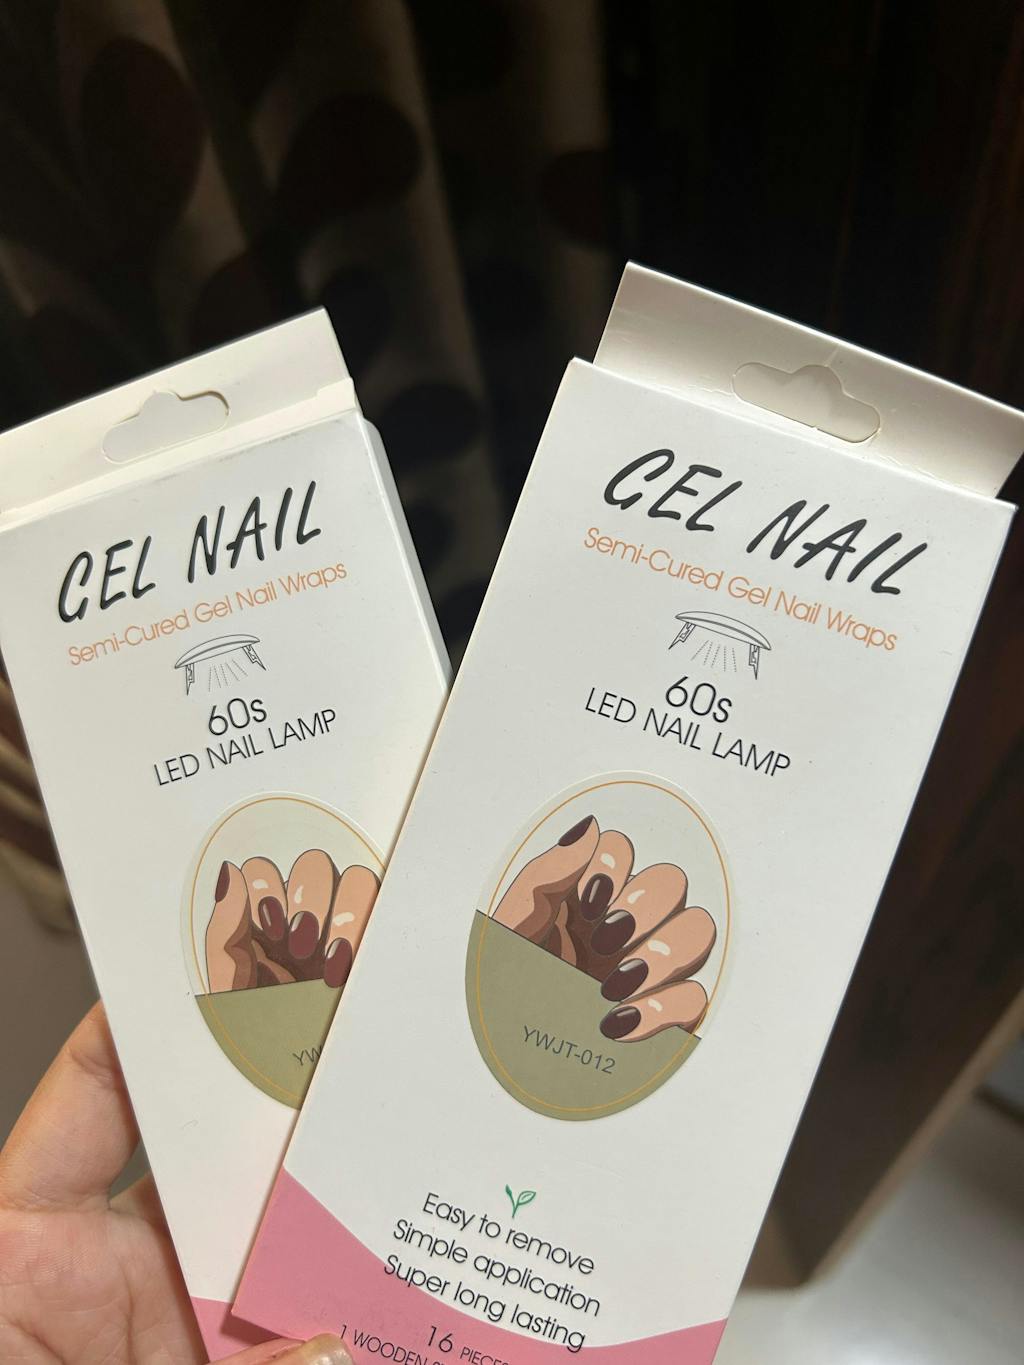 GEL NAIL
Semi-Cured Gel Nail Wraps
60s
LED NAIL LAMP
GEL NAIL
Semi-Cured Gel Nail Wraps
60s
LED NAIL LAMP
YWJT-012
Easy to remove
Simple application
Super long lasting
16 PIECES
1 WOODEN